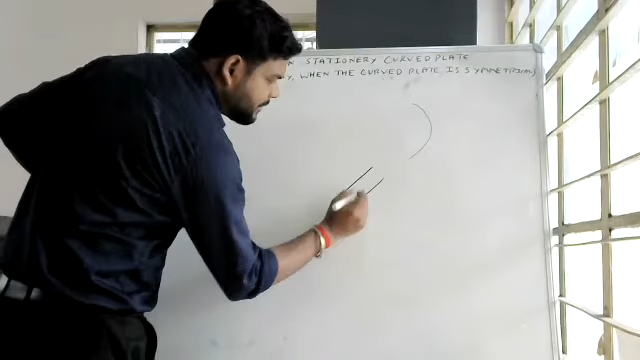 STATIONERY CURVED PLATE
WHEN THE CURVED PLATE IS SYMMETRICAL)